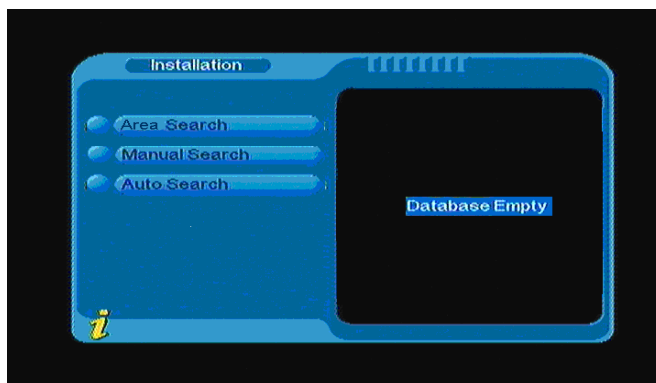 Installation
Area Search
Manual Search
Auto Search
Database Empty
i